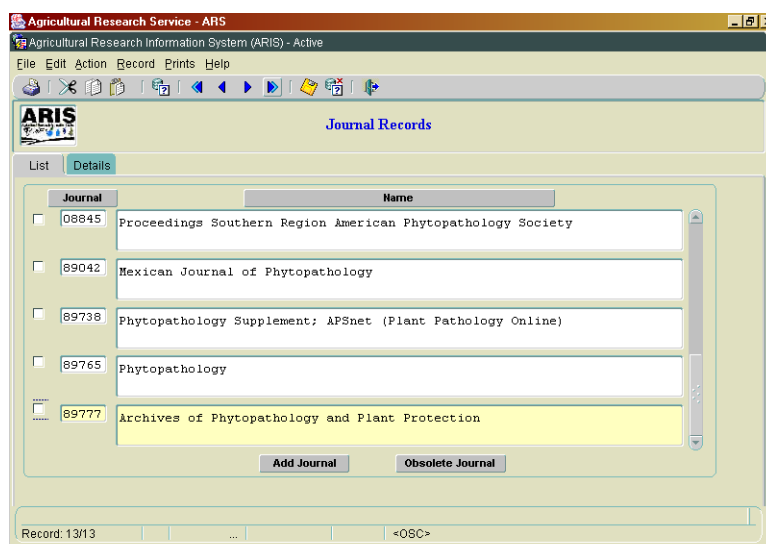 Agricultural Research Service - ARS
Agricultural Research Information System (ARIS) - Active
File Edit Action Record Prints Help
ARIS
Journal Records
List Details
Journal Name
08845 Proceedings Southern Region American Phytopathology Society
89042 Mexican Journal of Phytopathology
89738 Phytopathology Supplement; APSnet (Plant Pathology Online)
89765 Phytopathology
89777 Archives of Phytopathology and Plant Protection
Add Journal Obsolete Journal
Record: 13/13 ... <OSC>